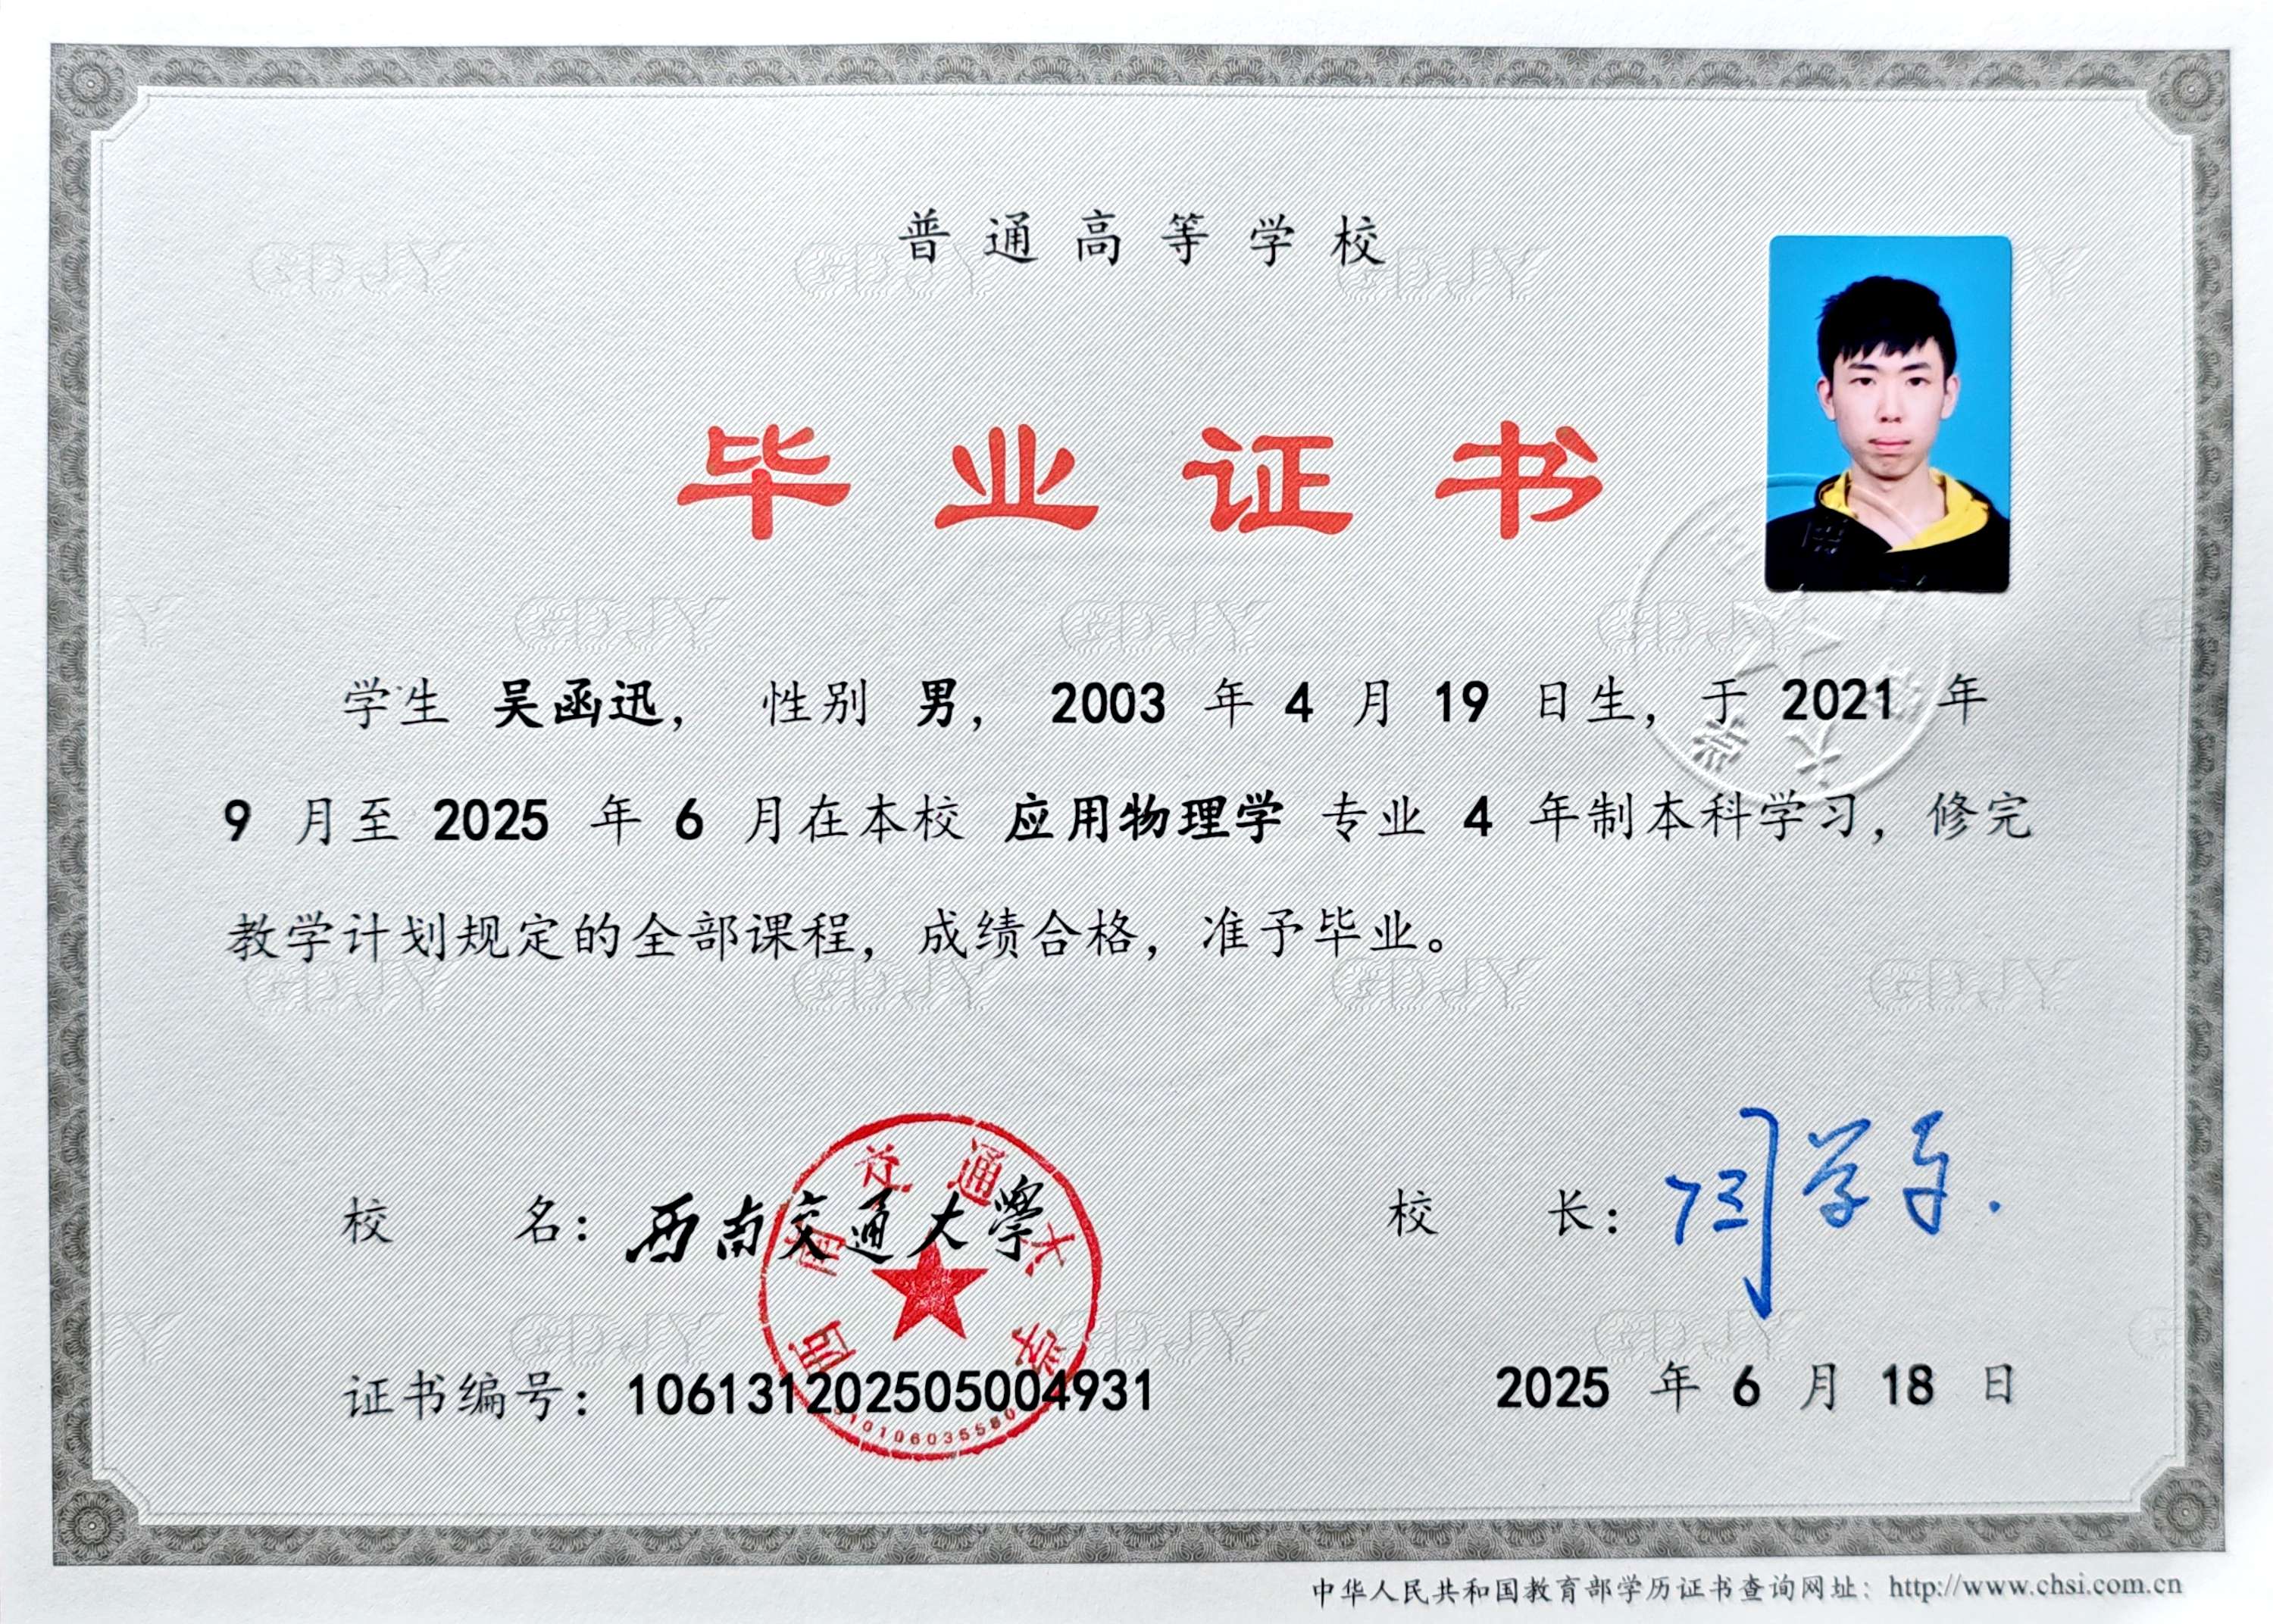 普通高等学校
毕业证书
学生 吴函迅， 性别 男， 2003 年 4 月 19 日生，于 2021 年
9 月至 2025 年 6 月在本校 应用物理学 专业 4 年制本科学习，修完
教学计划规定的全部课程，成绩合格，准予毕业。
校 名：西南交通大學
西南交通大学
校 长：闫学东
证书编号：106131202505004931
2025 年 6 月 18 日
中华人民共和国教育部学历证书查询网址：http://www.chsi.com.cn
GDJY